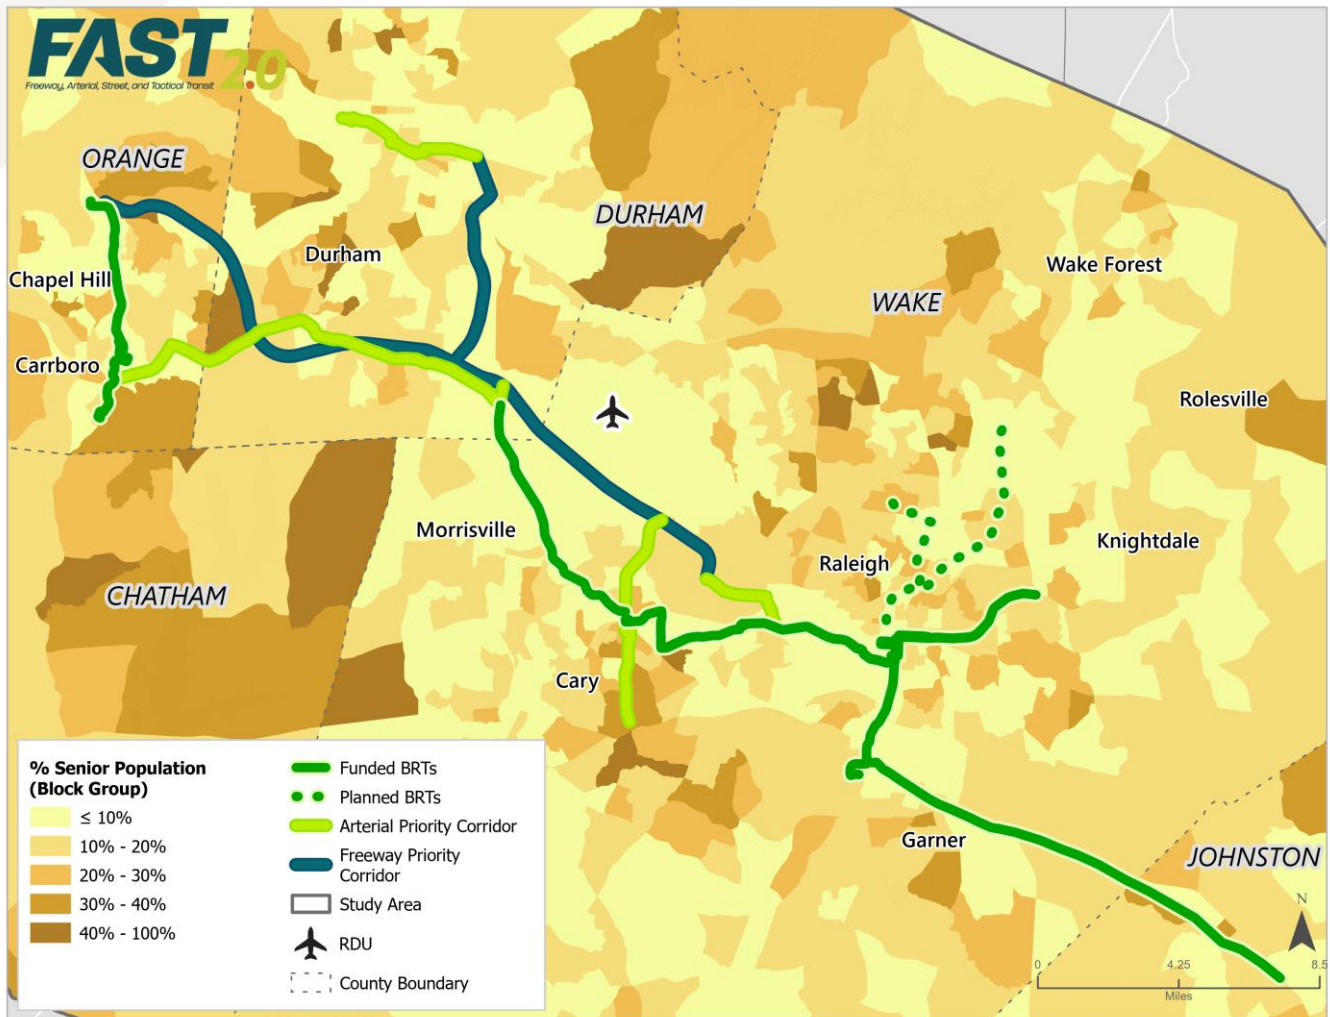 FAST 2.0
Freeway, Arterial, Street, and Tactical Transit
ORANGE
DURHAM
Durham
Chapel Hill
Wake Forest
WAKE
Carrboro
Rolesville
Morrisville
Raleigh
Knightdale
CHATHAM
Cary
Garner
JOHNSTON
% Senior Population
(Block Group)
≤ 10%
10% - 20%
20% - 30%
30% - 40%
40% - 100%
Funded BRTs
Planned BRTs
Arterial Priority Corridor
Freeway Priority
Corridor
Study Area
RDU
County Boundary
N
0 4.25 8.5
Miles